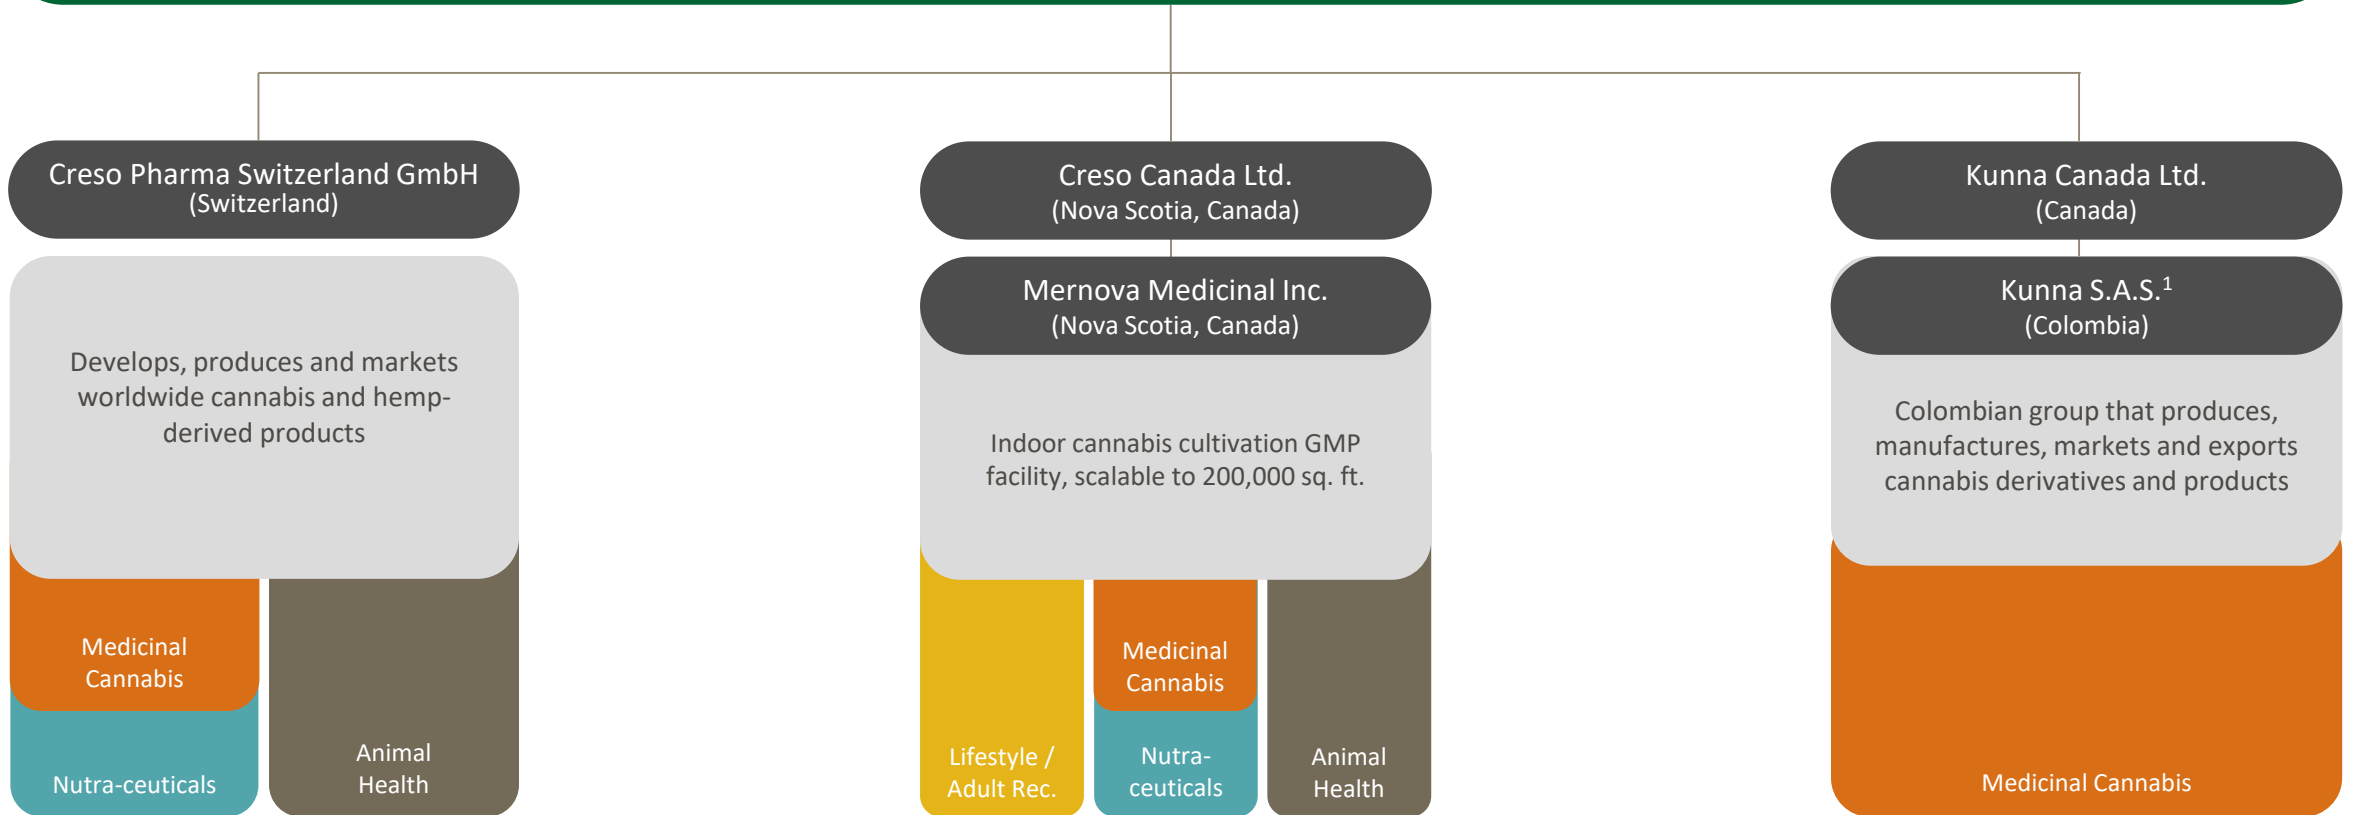 Creso Pharma Switzerland GmbH
(Switzerland)
Develops, produces and markets
worldwide cannabis and hemp-
derived products
Medicinal
Cannabis
Nutra-ceuticals
Animal
Health
Creso Canada Ltd.
(Nova Scotia, Canada)
Mernova Medicinal Inc.
(Nova Scotia, Canada)
Indoor cannabis cultivation GMP
facility, scalable to 200,000 sq. ft.
Lifestyle /
Adult Rec.
Medicinal
Cannabis
Nutra-
ceuticals
Animal
Health
Kunna Canada Ltd.
(Canada)
Kunna S.A.S.¹
(Colombia)
Colombian group that produces,
manufactures, markets and exports
cannabis derivatives and products
Medicinal Cannabis